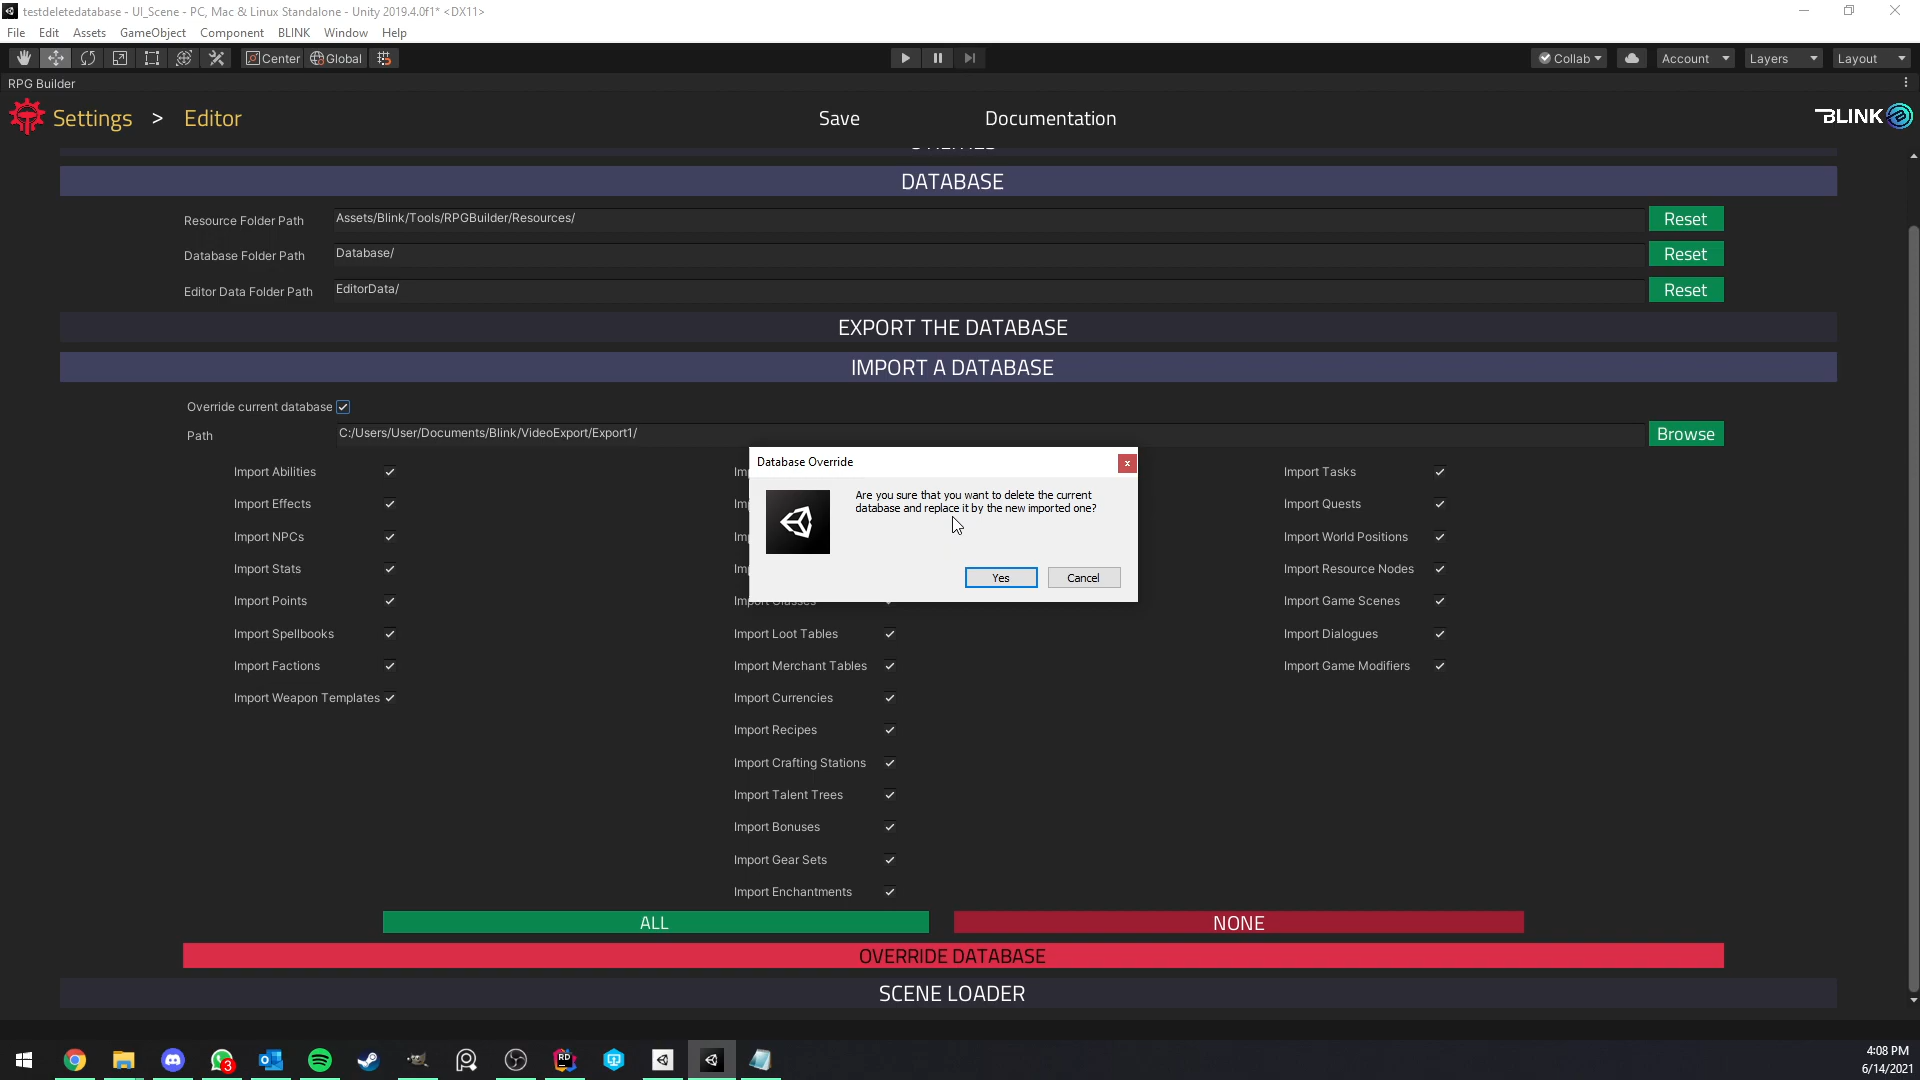 testdeletedatabase - UI_Scene - PC, Mac & Linux Standalone - Unity 2019.4.0f1* <DX11>
File Edit Assets GameObject Component BLINK Window Help
Center Global Collab Account Layers Layout
RPG Builder
Settings > Editor Save Documentation BLINK
DATABASE
Resource Folder Path Assets/Blink/Tools/RPGBuilder/Resources/ Reset
Database Folder Path Database/ Reset
Editor Data Folder Path EditorData/ Reset
EXPORT THE DATABASE
IMPORT A DATABASE
Override current database
Path C:/Users/User/Documents/Blink/VideoExport/Export1/ Browse
Database Override x
Are you sure that you want to delete the current
database and replace it by the new imported one?
Yes Cancel
Import Abilities Import Tasks
Import Effects Import Quests
Import NPCs Import World Positions
Import Stats Import Resource Nodes
Import Points Import Classes Import Game Scenes
Import Spellbooks Import Loot Tables Import Dialogues
Import Factions Import Merchant Tables Import Game Modifiers
Import Weapon Templates Import Currencies
Import Recipes
Import Crafting Stations
Import Talent Trees
Import Bonuses
Import Gear Sets
Import Enchantments
ALL NONE
OVERRIDE DATABASE
SCENE LOADER
3 RD
4:08 PM
6/14/2021